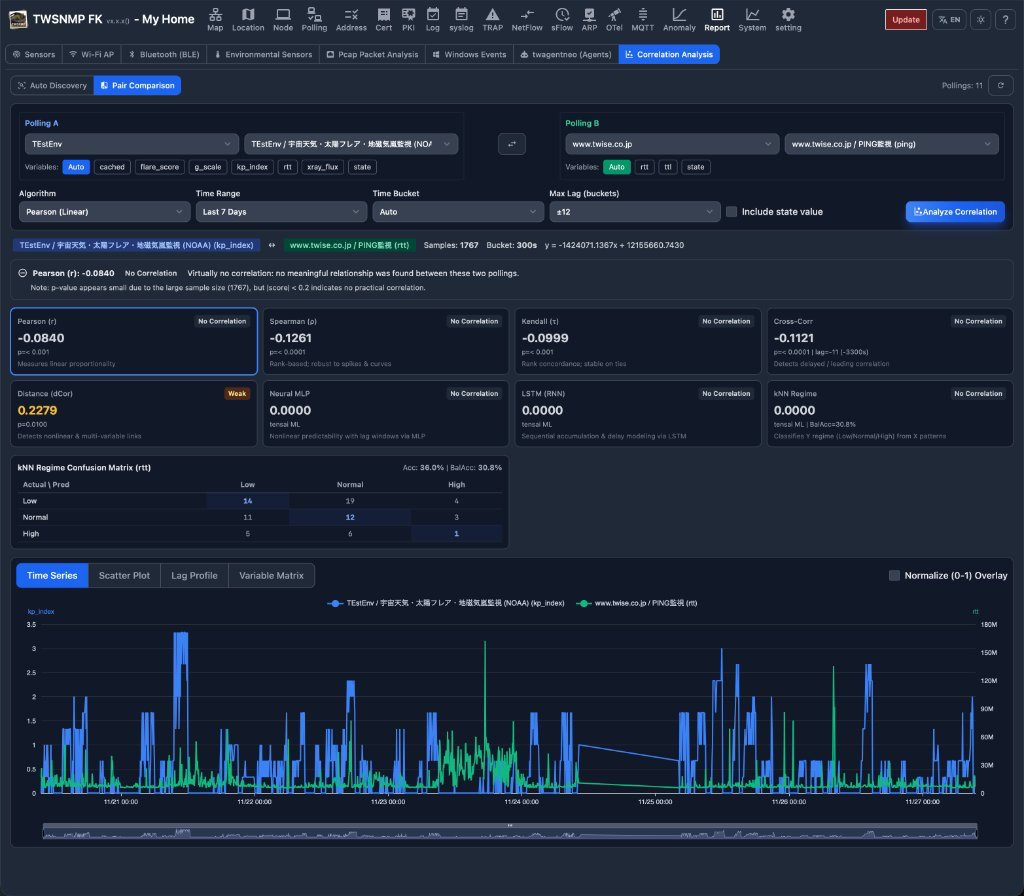 TWSNMP FK vx.x.x() - My Home
Map Location Node Polling Address Cert PKI Log syslog TRAP NetFlow sFlow ARP OTel MQTT Anomaly Report System setting
Update EN ?
Sensors Wi-Fi AP Bluetooth (BLE) Environmental Sensors Pcap Packet Analysis Windows Events twagentneo (Agents) Correlation Analysis
Auto Discovery Pair Comparison Pollings: 11
Polling A Polling B
TEstEnv TEstEnv / 宇宙天気・太陽フレア・地磁気嵐監視 (NOA www.twise.co.jp www.twise.co.jp / PING監視 (ping)
Variables: Auto cached flare_score g_scale kp_index rtt xray_flux state Variables: Auto rtt ttl state
Algorithm Time Range Time Bucket Max Lag (buckets)
Pearson (Linear) Last 7 Days Auto ±12 Include state value Analyze Correlation
TEstEnv / 宇宙天気・太陽フレア・地磁気嵐監視 (NOAA) (kp_index) ↔ www.twise.co.jp / PING監視 (rtt) Samples: 1767 Bucket: 300s y = -1424071.1367x + 12155660.7430
Pearson (r): -0.0840 No Correlation Virtually no correlation: no meaningful relationship was found between these two pollings.
Note: p-value appears small due to the large sample size (1767), but |score| < 0.2 indicates no practical correlation.
Pearson (r) No Correlation Spearman (ρ) No Correlation Kendall (τ) No Correlation Cross-Corr No Correlation
-0.0840 -0.1261 -0.0999 -0.1121
p=< 0.001 p=< 0.0001 p=< 0.001 p=< 0.0001 | lag=-11 (-3300s)
Measures linear proportionality Rank-based; robust to spikes & curves Rank concordance; stable on ties Detects delayed / leading correlation
Distance (dCor) Weak Neural MLP No Correlation LSTM (RNN) No Correlation kNN Regime No Correlation
0.2279 0.0000 0.0000 0.0000
p=0.0100 tensai ML tensai ML tensai ML | BalAcc=30.8%
Detects nonlinear & multi-variable links Nonlinear predictability with lag windows via MLP Sequential accumulation & delay modeling via LSTM Classifies Y regime (Low/Normal/High) from X patterns
kNN Regime Confusion Matrix (rtt) Acc: 36.0% | BalAcc: 30.8%
Actual \ Pred Low Normal High
Low 14 19 4
Normal 11 12 3
High 5 6 1
Time Series Scatter Plot Lag Profile Variable Matrix Normalize (0-1) Overlay
TEstEnv / 宇宙天気・太陽フレア・地磁気嵐監視 (NOAA) (kp_index) www.twise.co.jp / PING監視 (rtt)
kp_index rtt
3.5 180M
3 150M
2.5
2 120M
1.5 90M
1 60M
0.5 30M
0 0
11/21 00:00 11/22 00:00 11/23 00:00 11/24 00:00 11/25 00:00 11/26 00:00 11/27 00:00